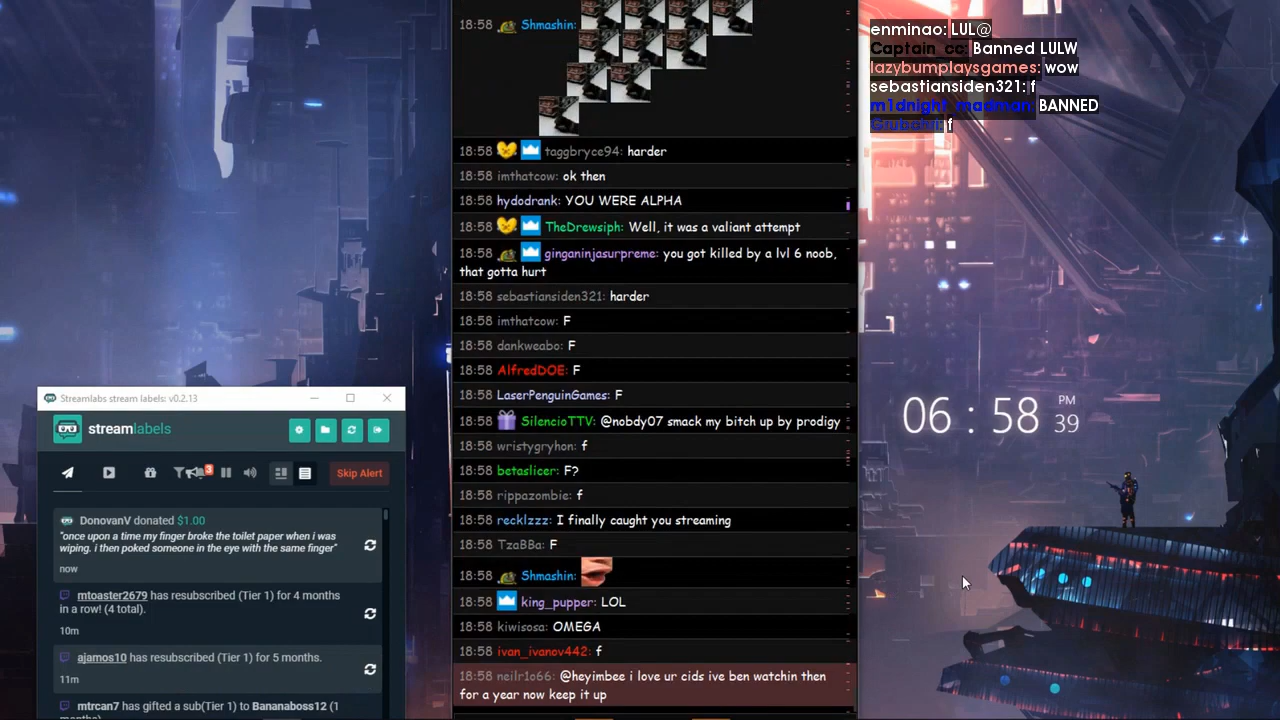 Shmashin:
18:58 taggbryce94: harder
18:58 imthatcow: ok then
18:58 hydodrank: YOU WERE ALPHA
18:58 TheDrewsiph: Well, it was a valiant attempt
18:58 ginganinjasurpreme: you got killed by a lvl 6 noob,
that gotta hurt
18:58 sebastiansiden321: harder
18:58 imthatcow: F
18:58 dankweabo: F
18:58 AlfredDOE: F
18:58 LaserPenguinGames: F
18:58 SilencioTTV: @nobdy07 smack my bitch up by prodigy
18:58 wristygryhon: f
18:58 betaslicer: F?
18:58 rippazombie: f
18:58 recklzzz: I finally caught you streaming
18:58 TzaBBa: F
18:58 Shmashin:
18:58 king_pupper: LOL
18:58 kiwisosa: OMEGA
18:58 ivan_ivanov442: f
18:58 neilr1o66: @heyimbee i love ur cids ive ben watchin then
for a year now keep it up
18:58
enminao: LUL@
Captain_cc: Banned LULW
lazybumplaysgames: wow
sebastiansiden321: f
m1dnight_madman: BANNED
f
06 : 58 PM
39
Streamlabs stream labels: v0.2.13
streamlabels
3
Skip Alert
DonovanV donated $1.00
"once upon a time my finger broke the toilet paper when i was
wiping. i then poked someone in the eye with the same finger"
now
mtoaster2679 has resubscribed (Tier 1) for 4 months
in a row! (4 total).
10m
ajamos10 has resubscribed (Tier 1) for 5 months.
11m
mtrcan7 has gifted a sub(Tier 1) to Bananaboss12 (1